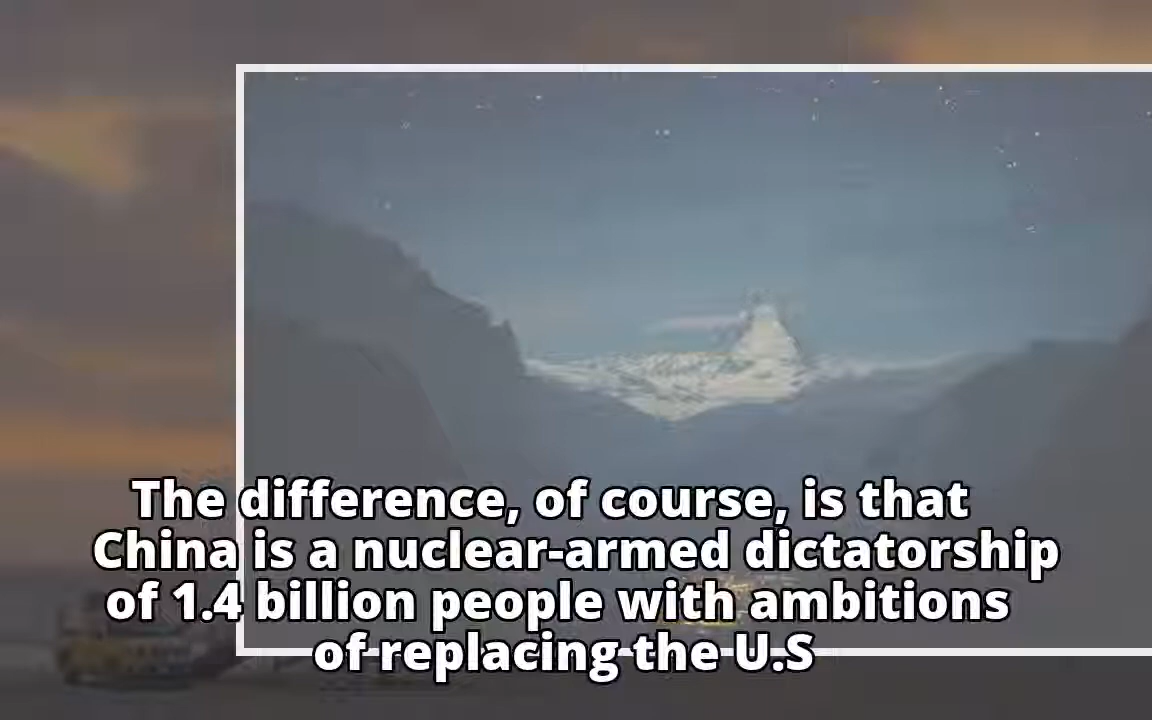 The difference, of course, is that
China is a nuclear-armed dictatorship
of 1.4 billion people with ambitions
of replacing the U.S